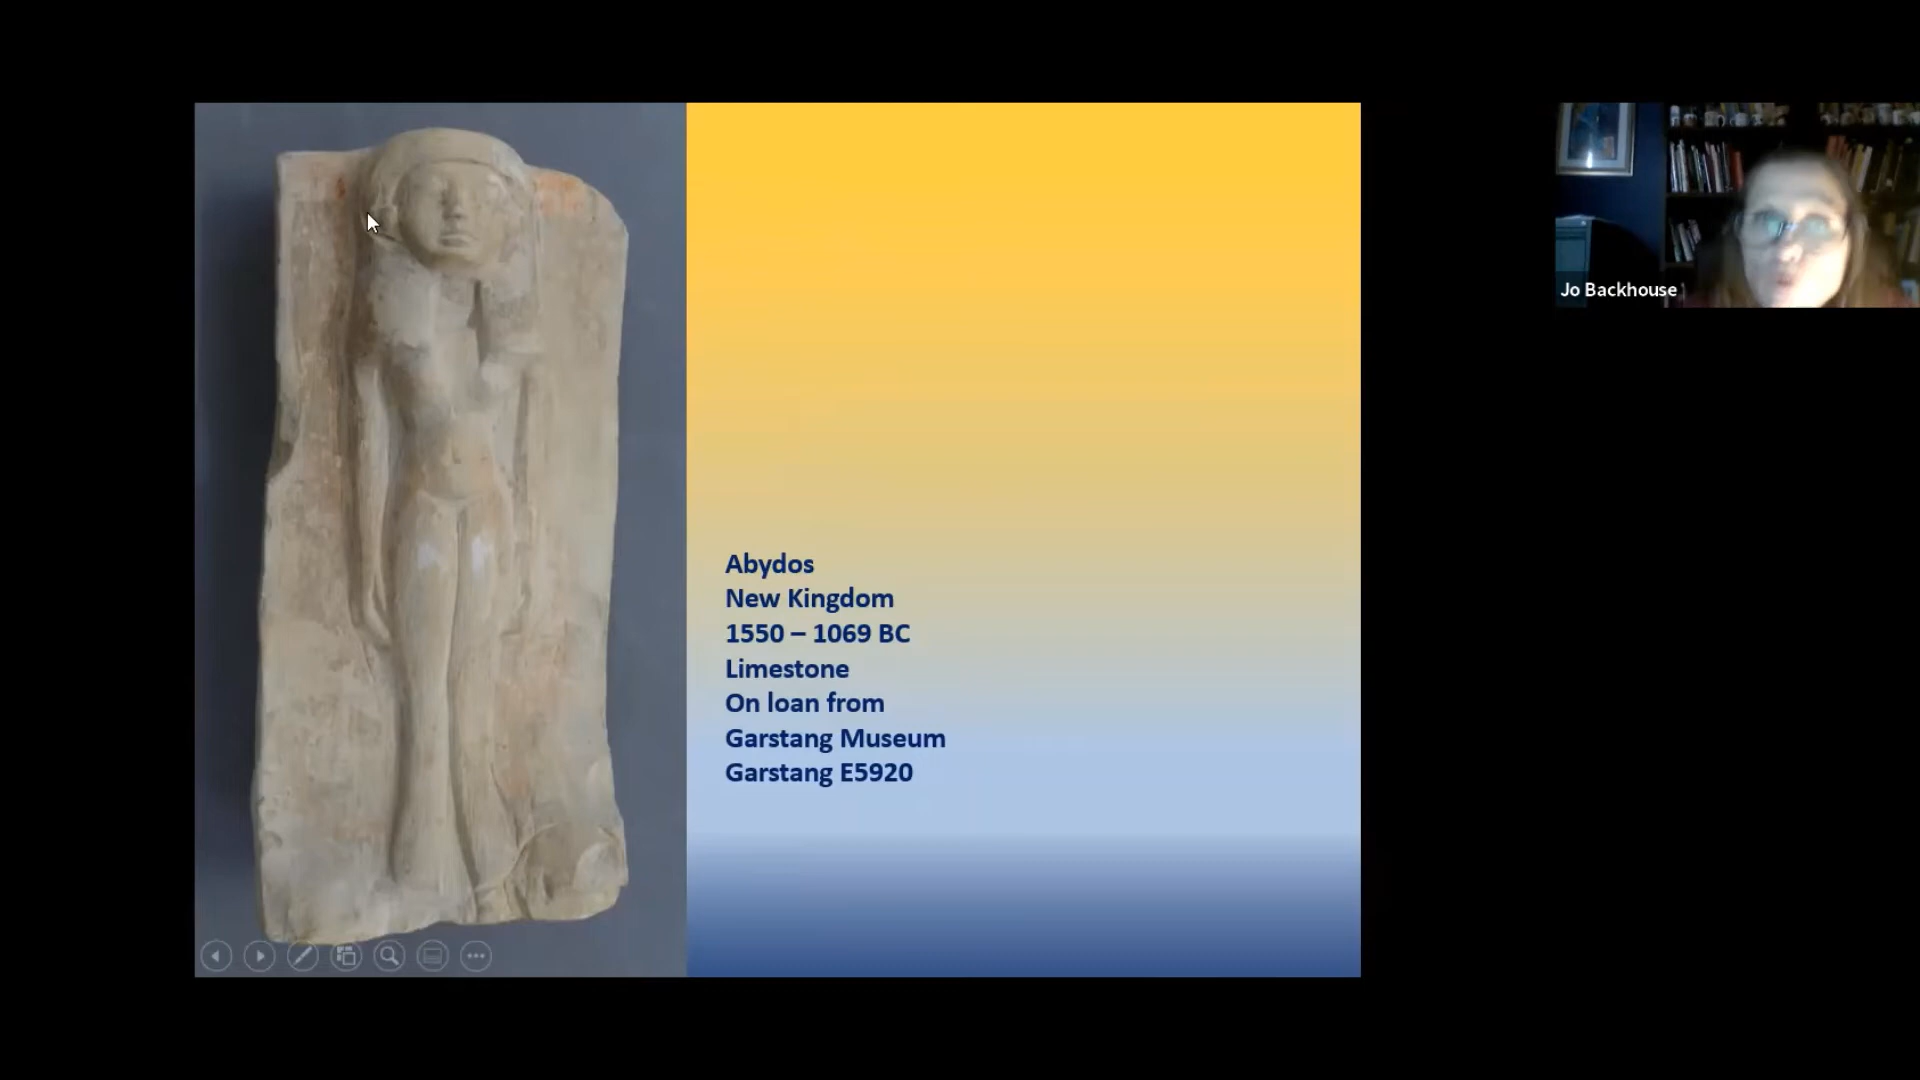 Abydos
New Kingdom
1550 – 1069 BC
Limestone
On loan from
Garstang Museum
Garstang E5920
Jo Backhouse